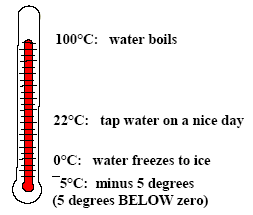 100°C: water boils
22°C: tap water on a nice day
0°C: water freezes to ice
¯5°C: minus 5 degrees
(5 degrees BELOW zero)